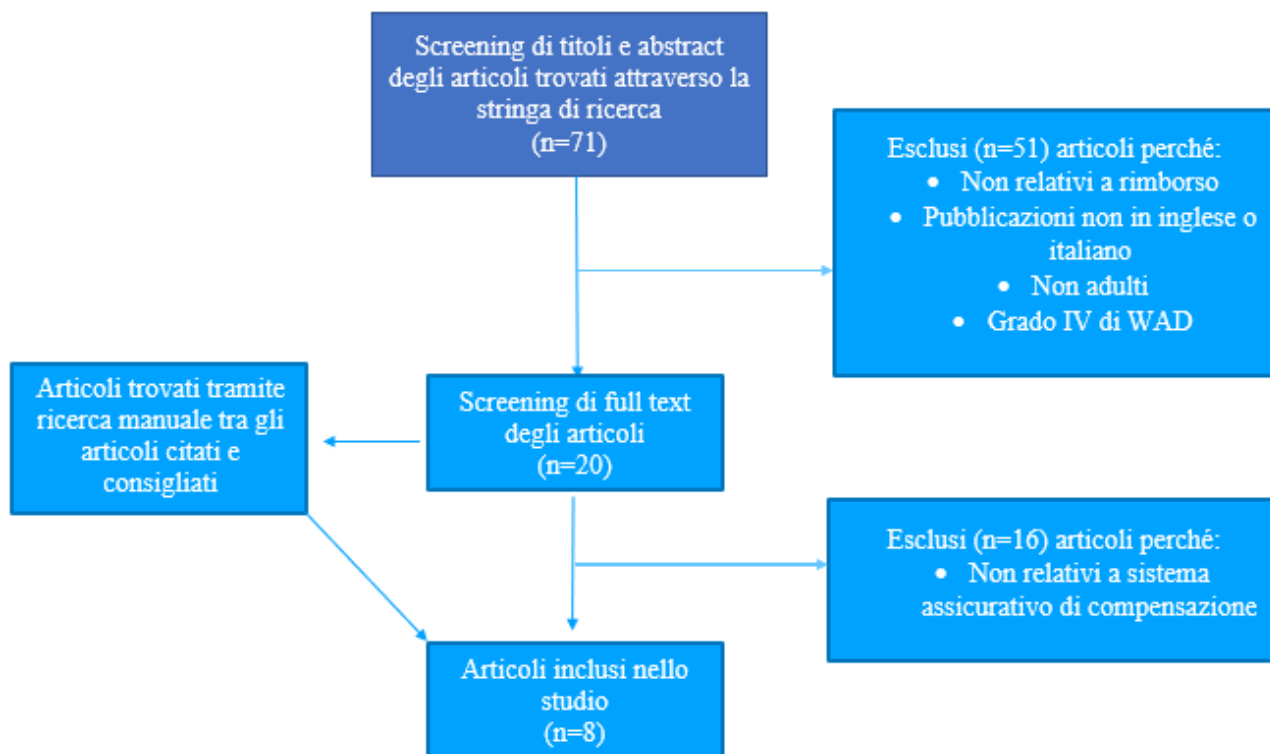 Screening di titoli e abstract
degli articoli trovati attraverso la
stringa di ricerca
(n=71)
Esclusi (n=51) articoli perché:
• Non relativi a rimborso
• Pubblicazioni non in inglese o
italiano
• Non adulti
• Grado IV di WAD
Articoli trovati tramite
ricerca manuale tra gli
articoli citati e
consigliati
Screening di full text
degli articoli
(n=20)
Esclusi (n=16) articoli perché:
• Non relativi a sistema
assicurativo di compensazione
Articoli inclusi nello
studio
(n=8)